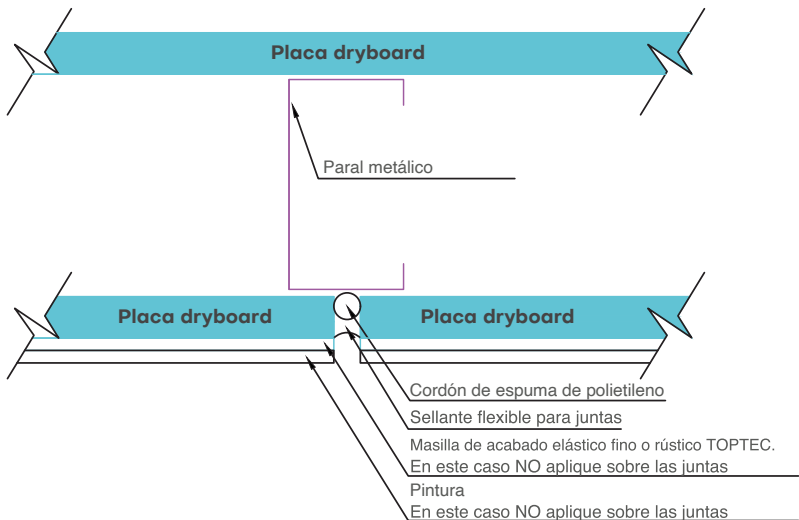 Placa dryboard
Paral metálico
Placa dryboard
Placa dryboard
Cordón de espuma de polietileno
Sellante flexible para juntas
Masilla de acabado elástico fino o rústico TOPTEC.
En este caso NO aplique sobre las juntas
Pintura
En este caso NO aplique sobre las juntas